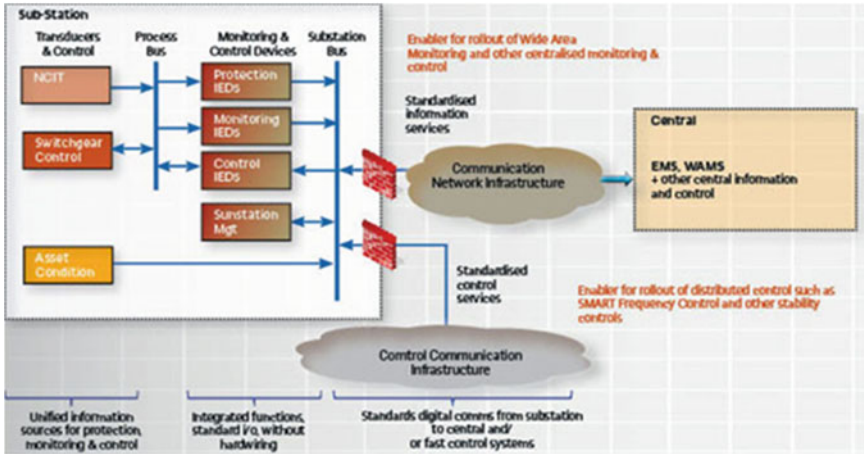 Sub-Station
Transducers
& Control
Process
Bus
Monitoring &
Control Devices
Substation
Bus
NCIT
Switchgear
Control
Asset
Condition
Protection
IEDs
Monitoring
IEDs
Control
IEDs
Sunstation
Mgt
Enabler for rollout of Wide Area
Monitoring and other centralised monitoring &
control
Standardised
information
services
Communication
Network Infrastructure
Central
EMS, WAMS
+ other central information
and control
Standardised
control
services
Enabler for rollout of distributed control such as
SMART Frequency Control and other stability
controls
Comtrol Communication
Infrastructure
Unified information
sources for protection,
monitoring & control
Integrated functions,
standard i/o, without
hardwiring
Standards digital comms from substation
to central and/
or fast control systems